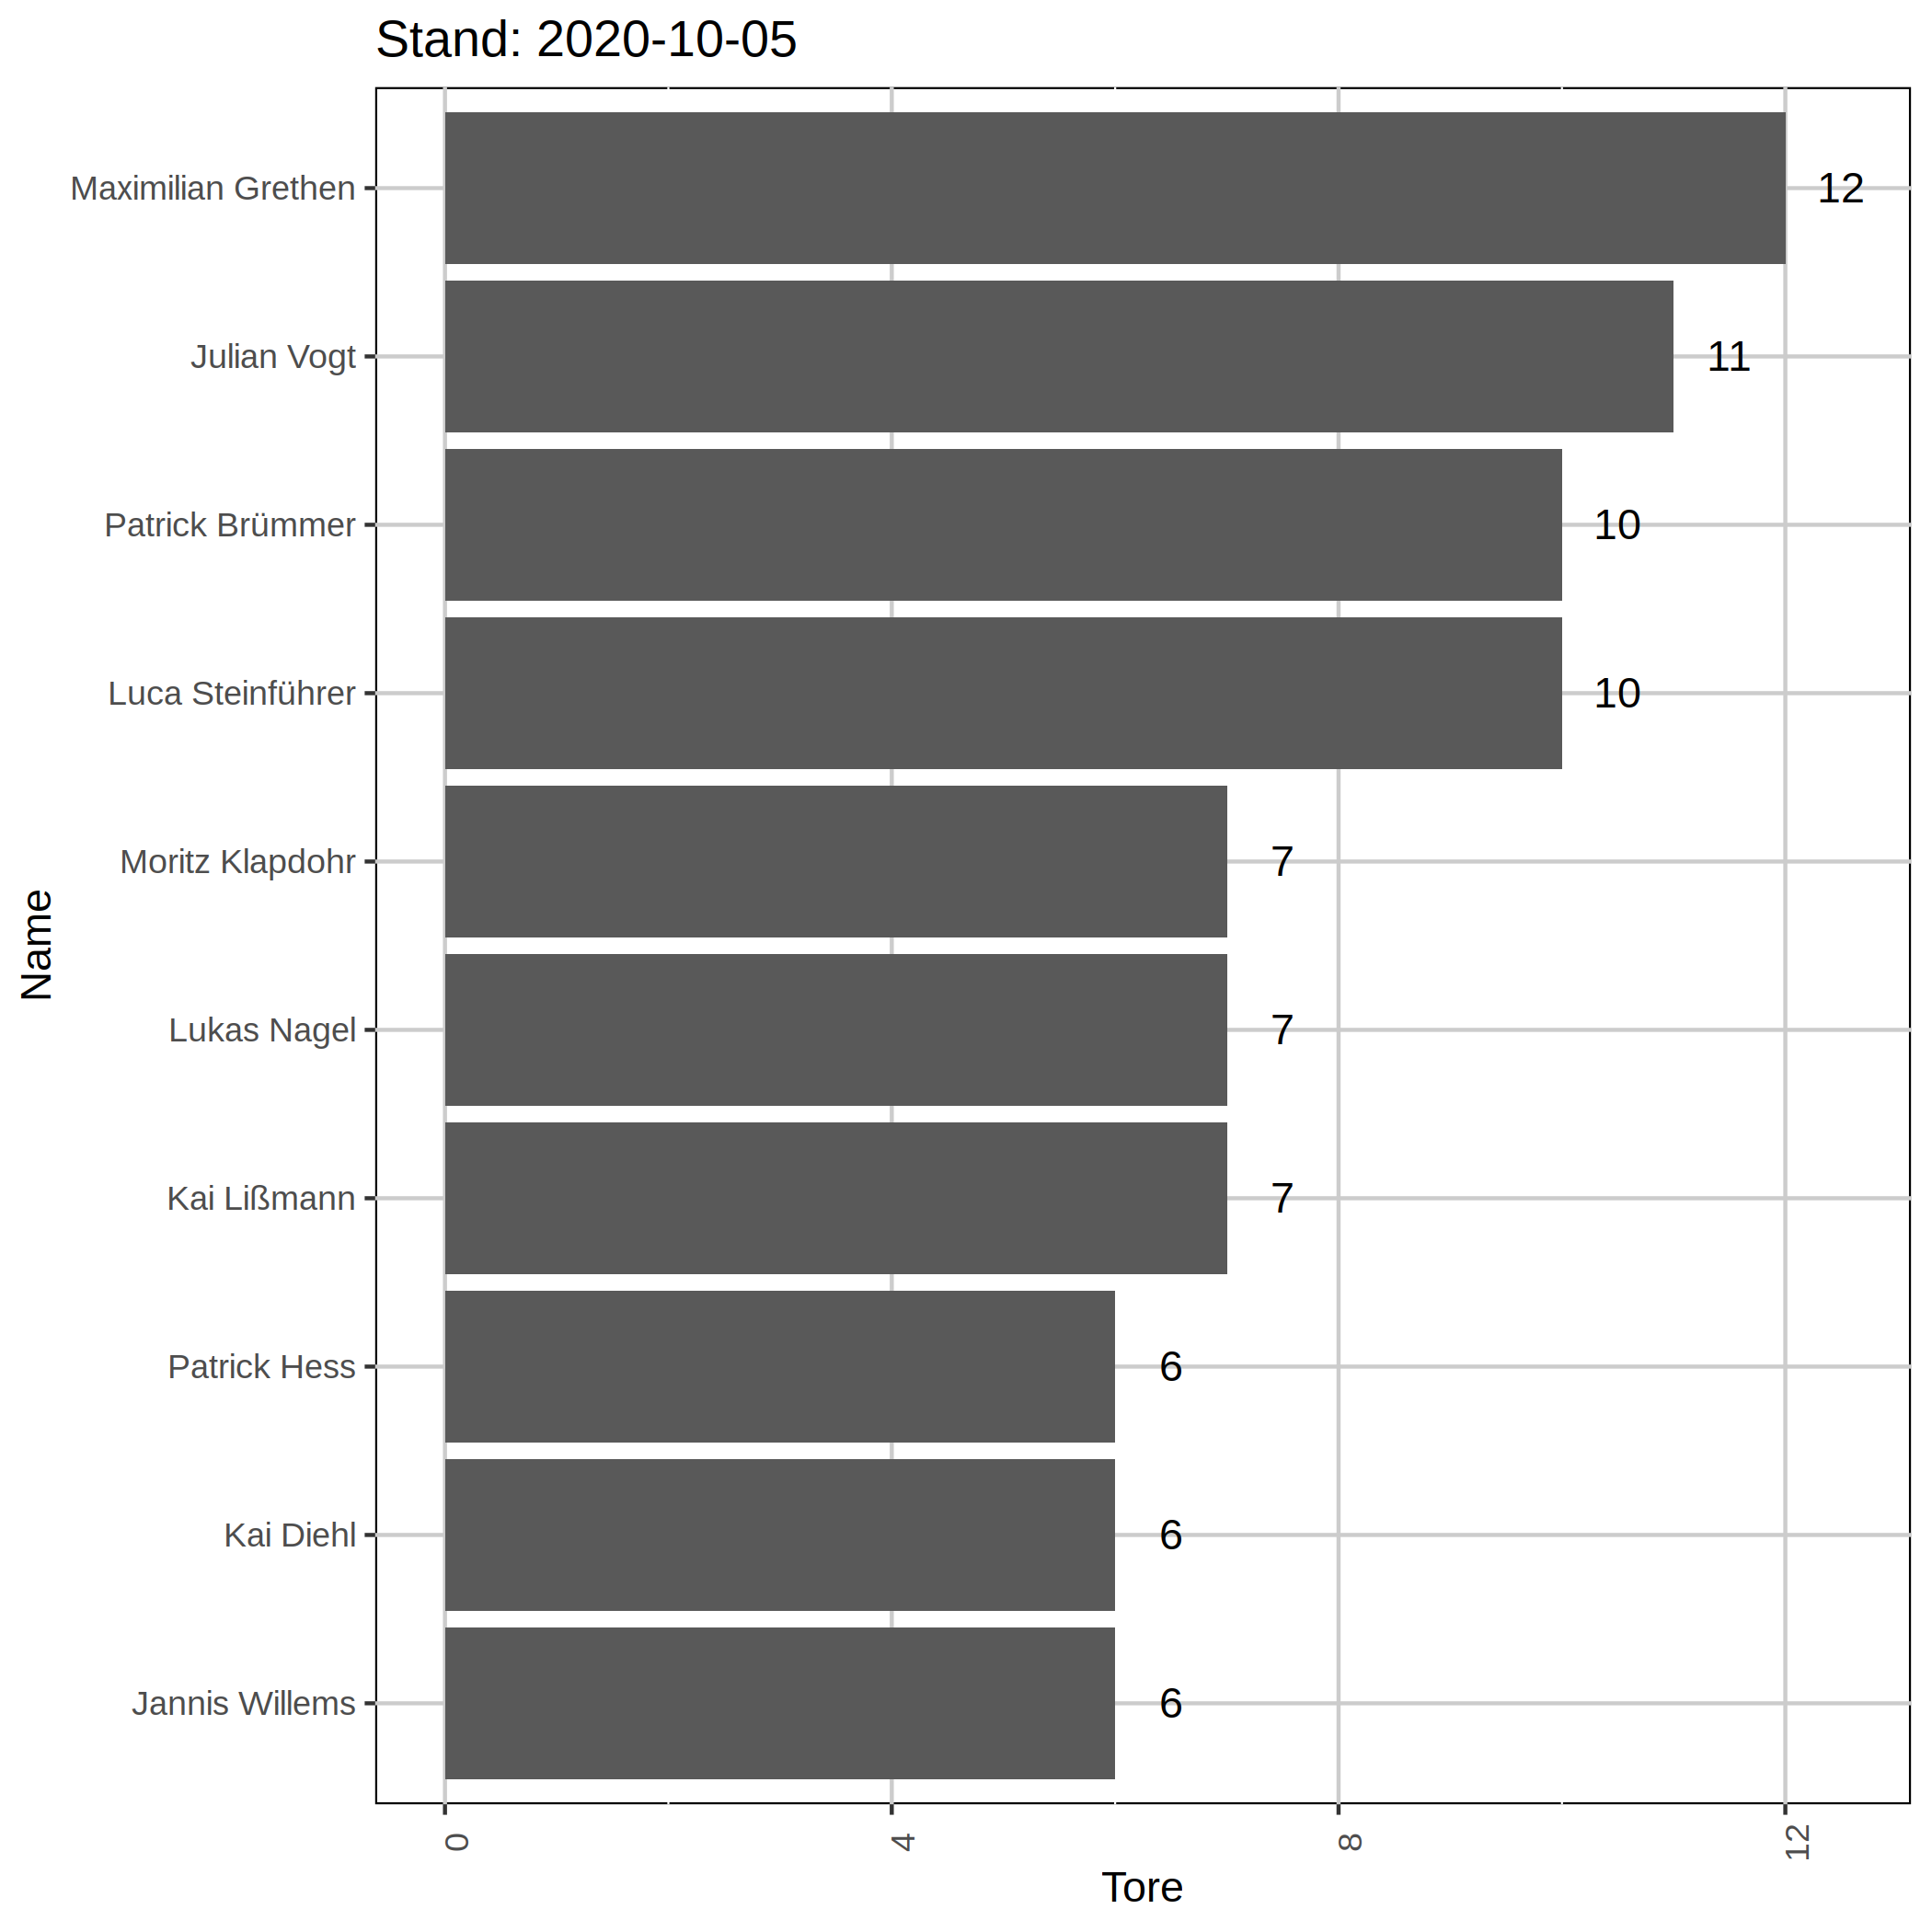 Stand: 2020-10-05
Maximilian Grethen 12
Julian Vogt 11
Patrick Brümmer 10
Luca Steinführer 10
Moritz Klapdohr 7
Lukas Nagel 7
Kai Lißmann 7
Patrick Hess 6
Kai Diehl 6
Jannis Willems 6
Name
0 4 8 12
Tore